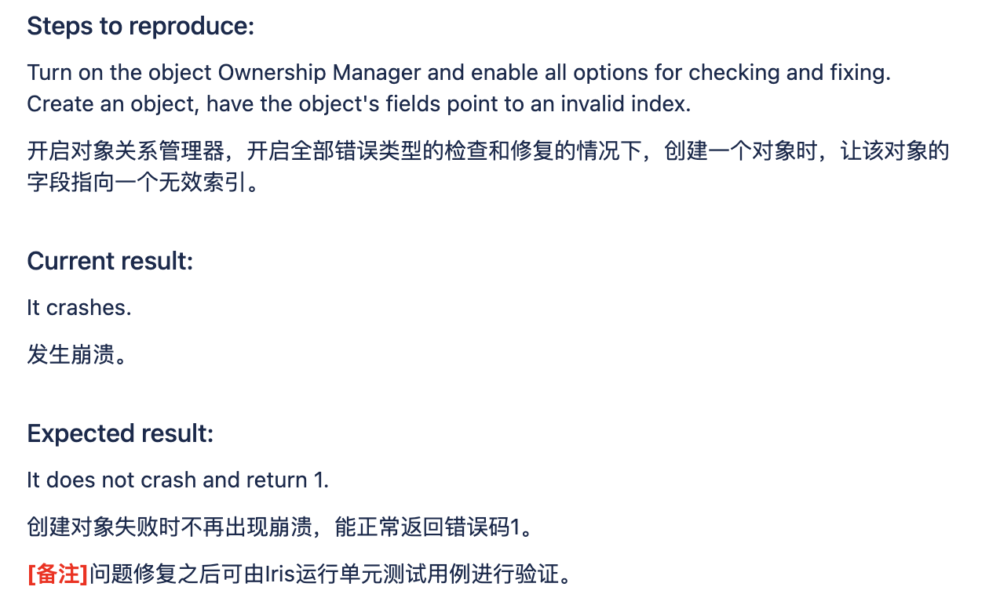 Steps to reproduce:
Turn on the object Ownership Manager and enable all options for checking and fixing.
Create an object, have the object's fields point to an invalid index.
开启对象关系管理器，开启全部错误类型的检查和修复的情况下，创建一个对象时，让该对象的
字段指向一个无效索引。
Current result:
It crashes.
发生崩溃。
Expected result:
It does not crash and return 1.
创建对象失败时不再出现崩溃，能正常返回错误码1。
[备注]问题修复之后可由Iris运行单元测试用例进行验证。